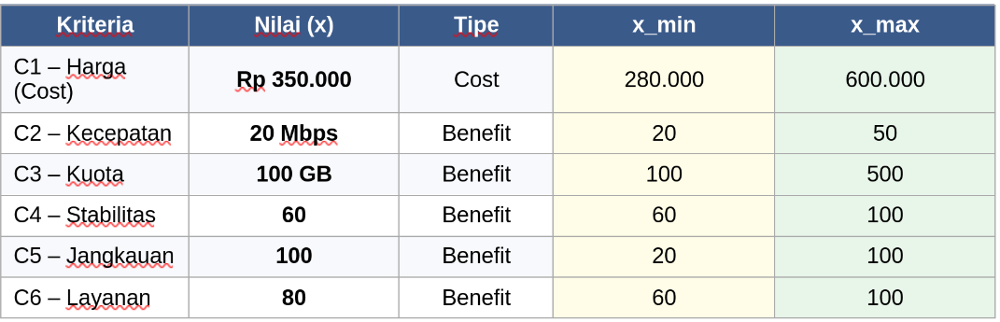 Kriteria Nilai (x) Tipe x_min x_max
C1 – Harga
(Cost) Rp 350.000 Cost 280.000 600.000
C2 – Kecepatan 20 Mbps Benefit 20 50
C3 – Kuota 100 GB Benefit 100 500
C4 – Stabilitas 60 Benefit 60 100
C5 – Jangkauan 100 Benefit 20 100
C6 – Layanan 80 Benefit 60 100